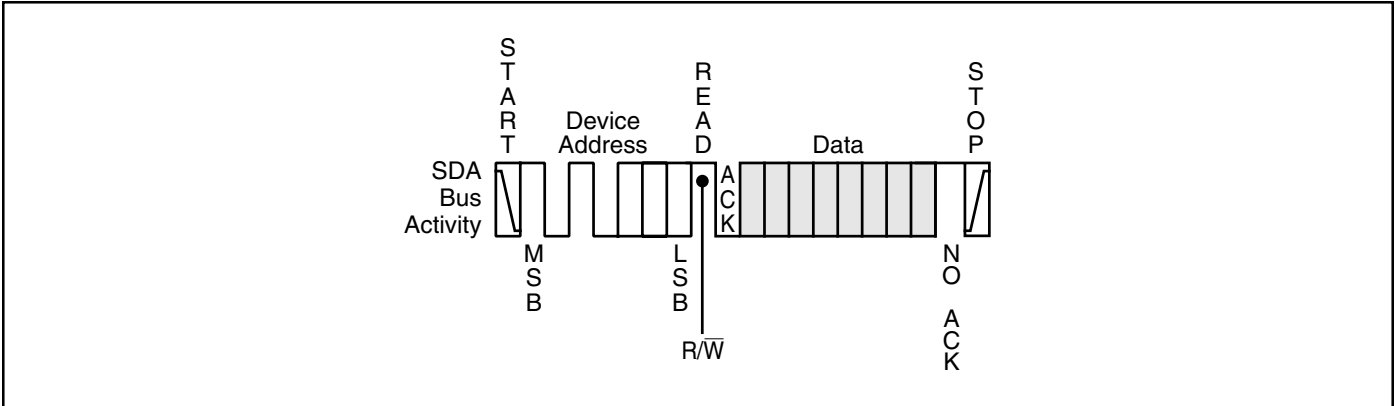 START
Device
Address
READ
Data
STOP
SDA
Bus
Activity
ACK
MSB
LSB
R/W̅
NO ACK